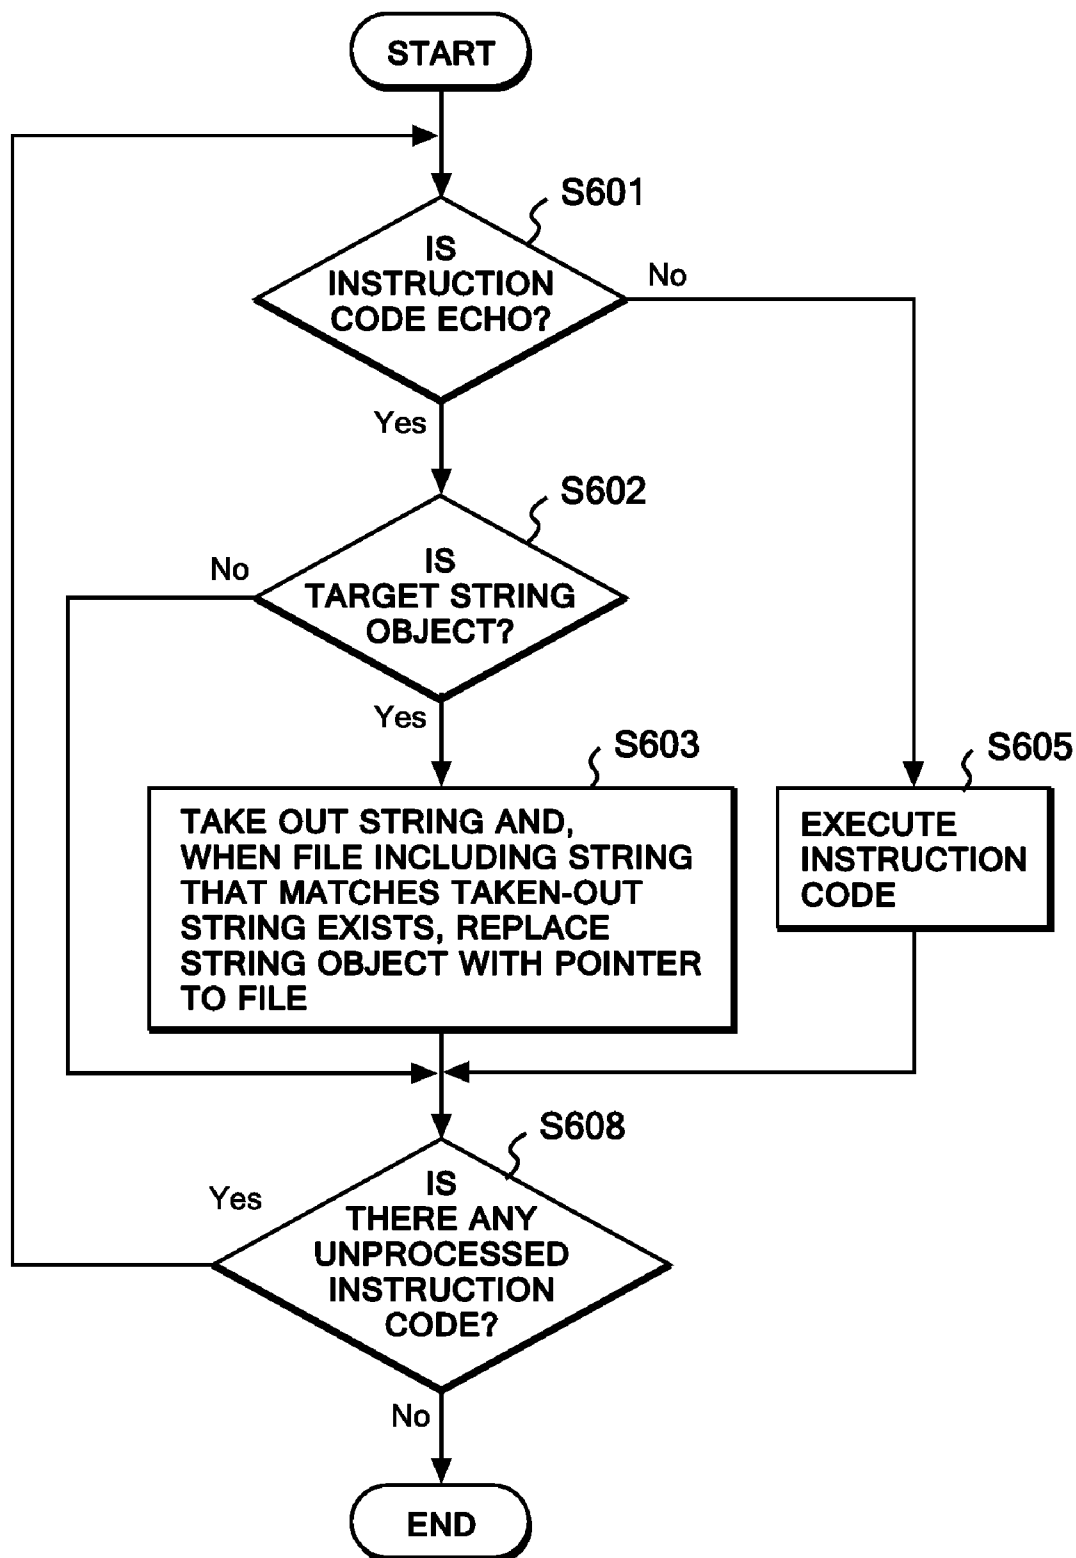 START
S601
IS
INSTRUCTION
CODE ECHO?
No
Yes
S602
IS
TARGET STRING
OBJECT?
No
Yes
S603
TAKE OUT STRING AND,
WHEN FILE INCLUDING STRING
THAT MATCHES TAKEN-OUT
STRING EXISTS, REPLACE
STRING OBJECT WITH POINTER
TO FILE
S605
EXECUTE
INSTRUCTION
CODE
S608
IS
THERE ANY
UNPROCESSED
INSTRUCTION
CODE?
Yes
No
END